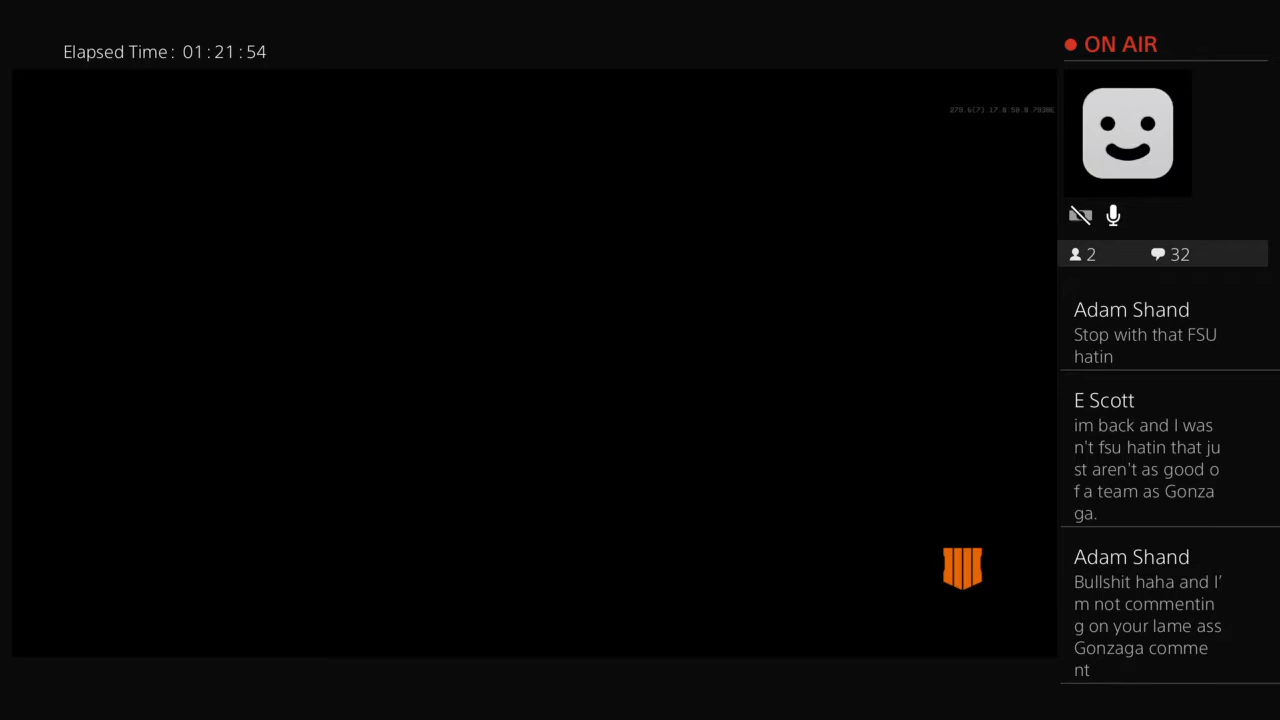 Elapsed Time: 01:21:54
ON AIR
2 32
Adam Shand
Stop with that FSU
hatin
E Scott
im back and I was
n't fsu hatin that ju
st aren't as good o
f a team as Gonza
ga.
Adam Shand
Bullshit haha and I’
m not commentin
g on your lame ass
Gonzaga comme
nt